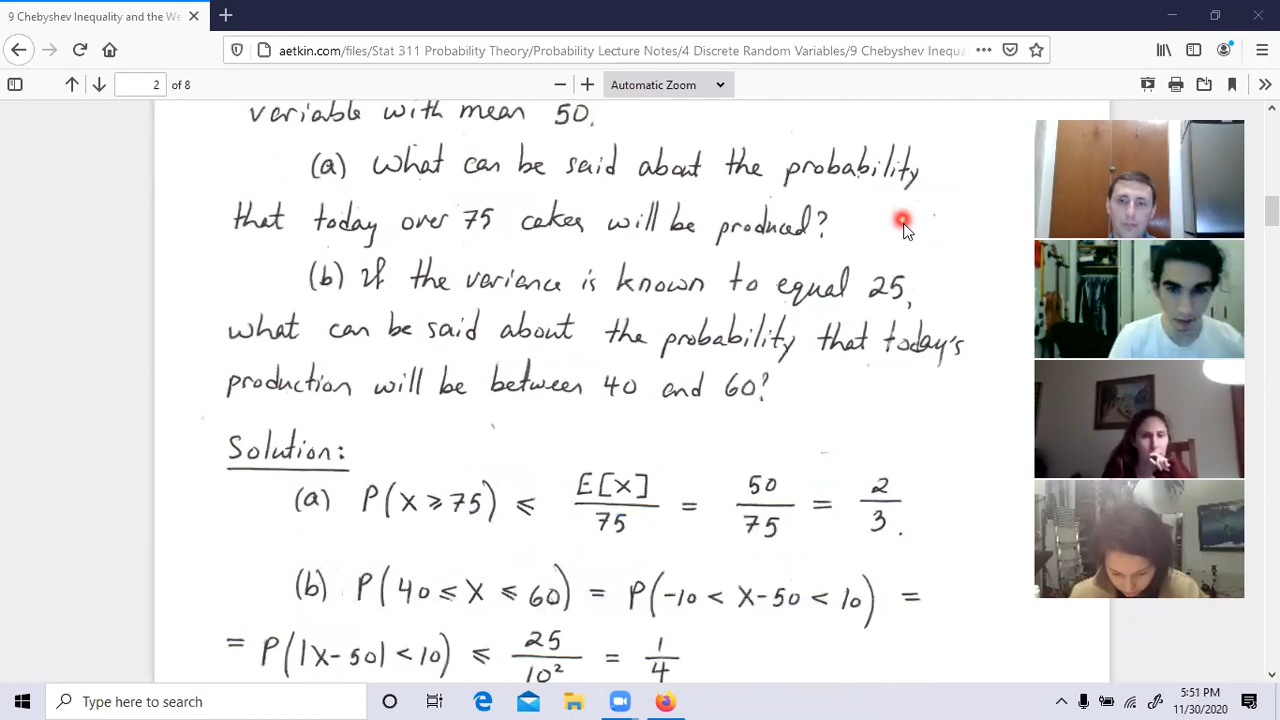 9 Chebyshev Inequality and the We
aetkin.com/files/Stat 311 Probability Theory/Probability Lecture Notes/4 Discrete Random Variables/9 Chebyshev Inequ
2 of 8
Automatic Zoom
variable with mean 50.
(a) What can be said about the probability
that today over 75 cakes will be produced?
(b) If the variance is known to equal 25,
what can be said about the probability that today's
production will be between 40 and 60?
Solution:
(a) P(X ≥ 75) ≤ E[X]/75 = 50/75 = 2/3.
(b) P(40 ≤ X ≤ 60) = P(-10 < X-50 < 10) =
= P(|X-50| < 10) ≤ 25/10² = 1/4
Type here to search
5:51 PM
11/30/2020